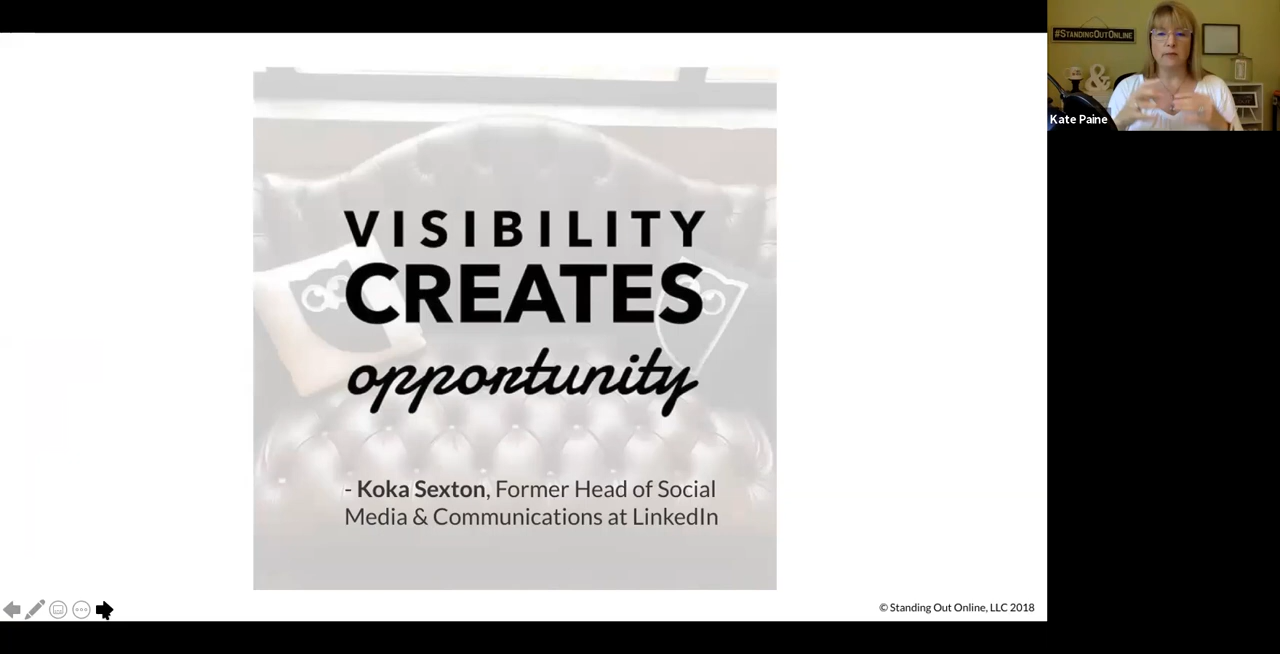 #STANDINGOUTONLINE
Kate Paine
VISIBILITY
CREATES
opportunity
- Koka Sexton, Former Head of Social
Media & Communications at LinkedIn
© Standing Out Online, LLC 2018